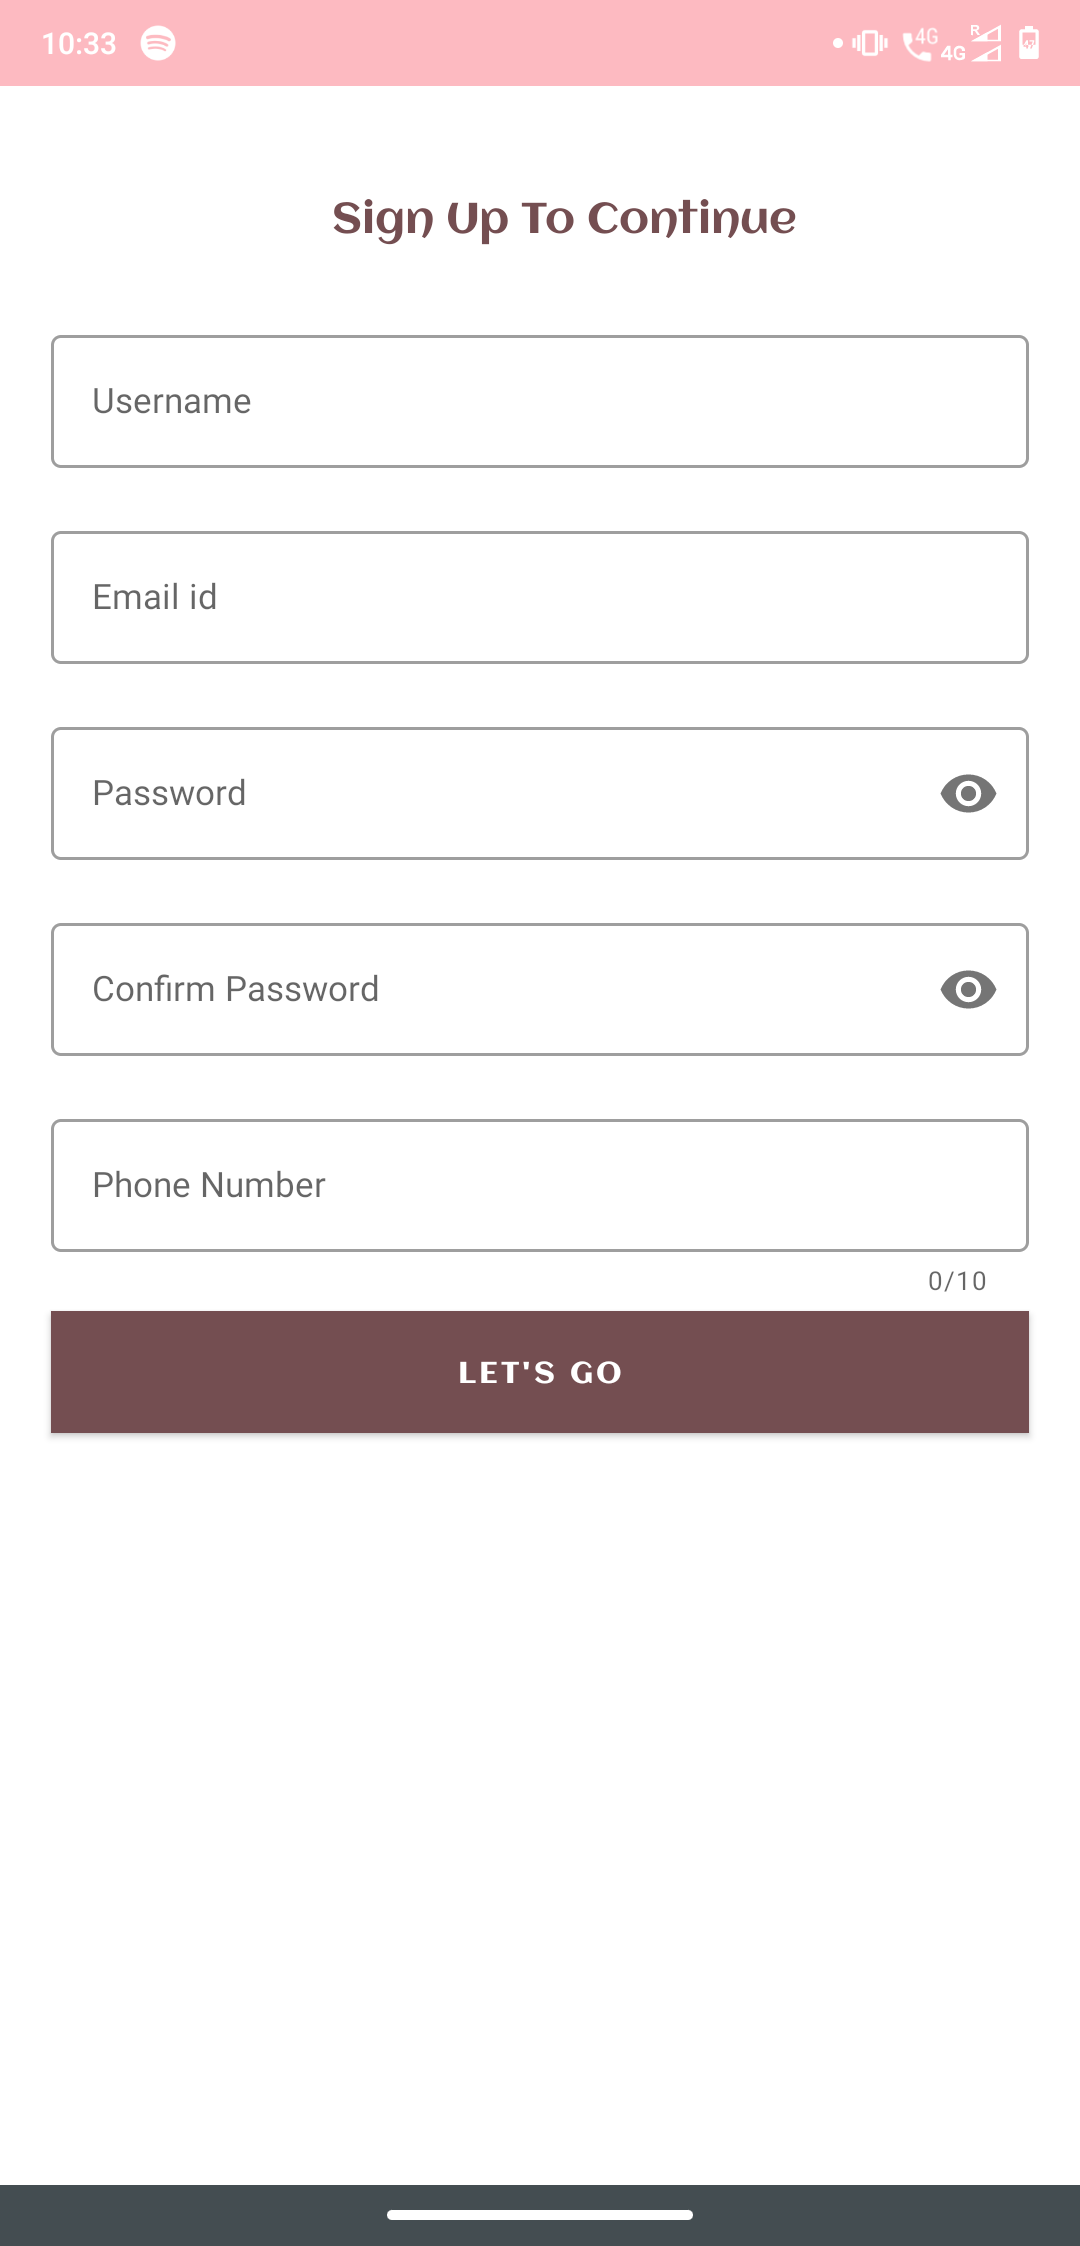 10:33
4G
4G
R
Sign Up To Continue
Username
Email id
Password
Confirm Password
Phone Number
0/10
LET'S GO